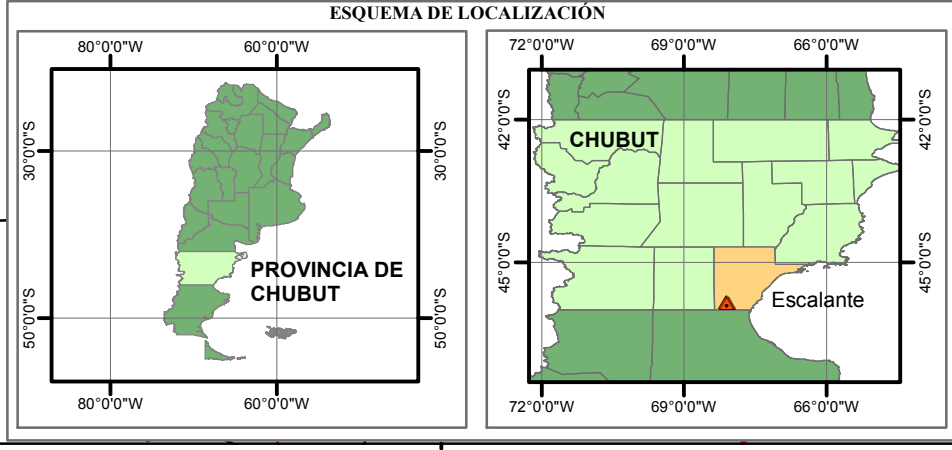 ESQUEMA DE LOCALIZACIÓN
80°0'0"W
60°0'0"W
30°0'0"S
30°0'0"S
PROVINCIA DE
CHUBUT
50°0'0"S
50°0'0"S
80°0'0"W
60°0'0"W
72°0'0"W
69°0'0"W
66°0'0"W
42°0'0"S
42°0'0"S
CHUBUT
45°0'0"S
45°0'0"S
Escalante
72°0'0"W
69°0'0"W
66°0'0"W